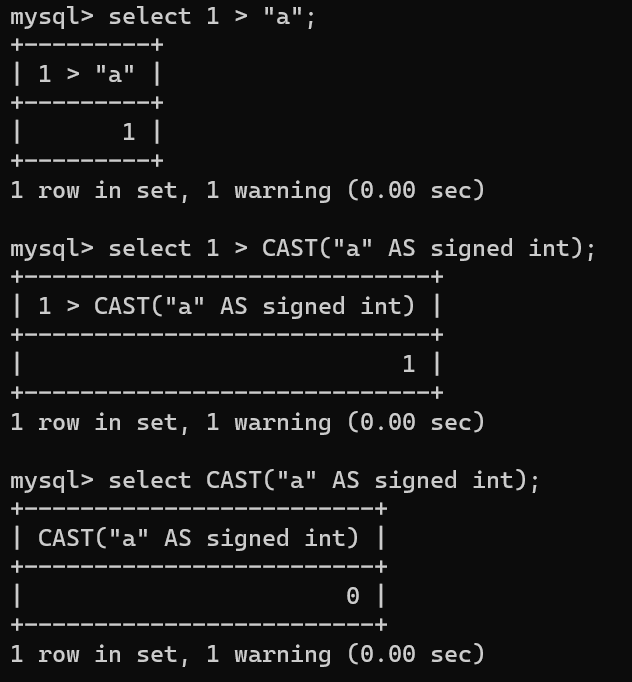 mysql> select 1 > "a";
+---------+
| 1 > "a" |
+---------+
|       1 |
+---------+
1 row in set, 1 warning (0.00 sec)

mysql> select 1 > CAST("a" AS signed int);
+-----------------------------+
| 1 > CAST("a" AS signed int) |
+-----------------------------+
|                           1 |
+-----------------------------+
1 row in set, 1 warning (0.00 sec)

mysql> select CAST("a" AS signed int);
+-------------------------+
| CAST("a" AS signed int) |
+-------------------------+
|                       0 |
+-------------------------+
1 row in set, 1 warning (0.00 sec)